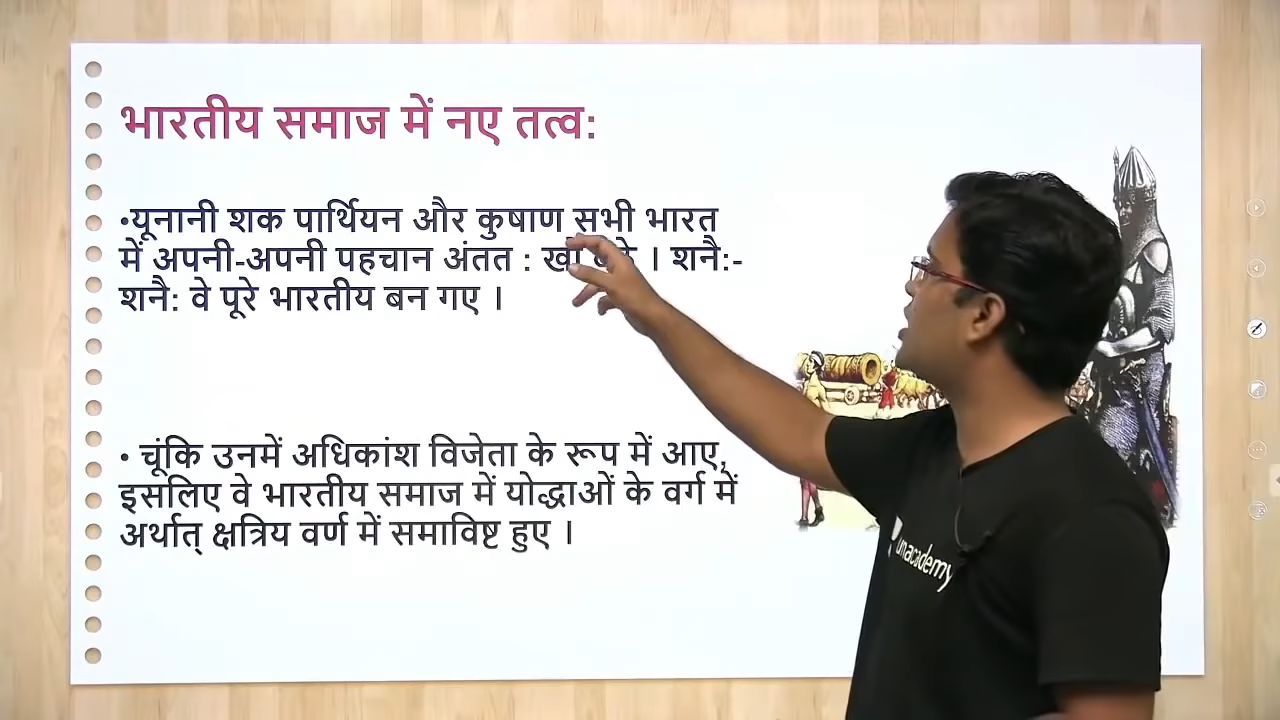 भारतीय समाज में नए तत्व:
•यूनानी शक पार्थियन और कुषाण सभी भारत
में अपनी-अपनी पहचान अंतत : खो । शनै:-
शनै: वे पूरे भारतीय बन गए ।
• चूंकि उनमें अधिकांश विजेता के रूप में आए,
इसलिए वे भारतीय समाज में योद्धाओं के वर्ग में
अर्थात् क्षत्रिय वर्ण में समाविष्ट हुए ।
unacademy